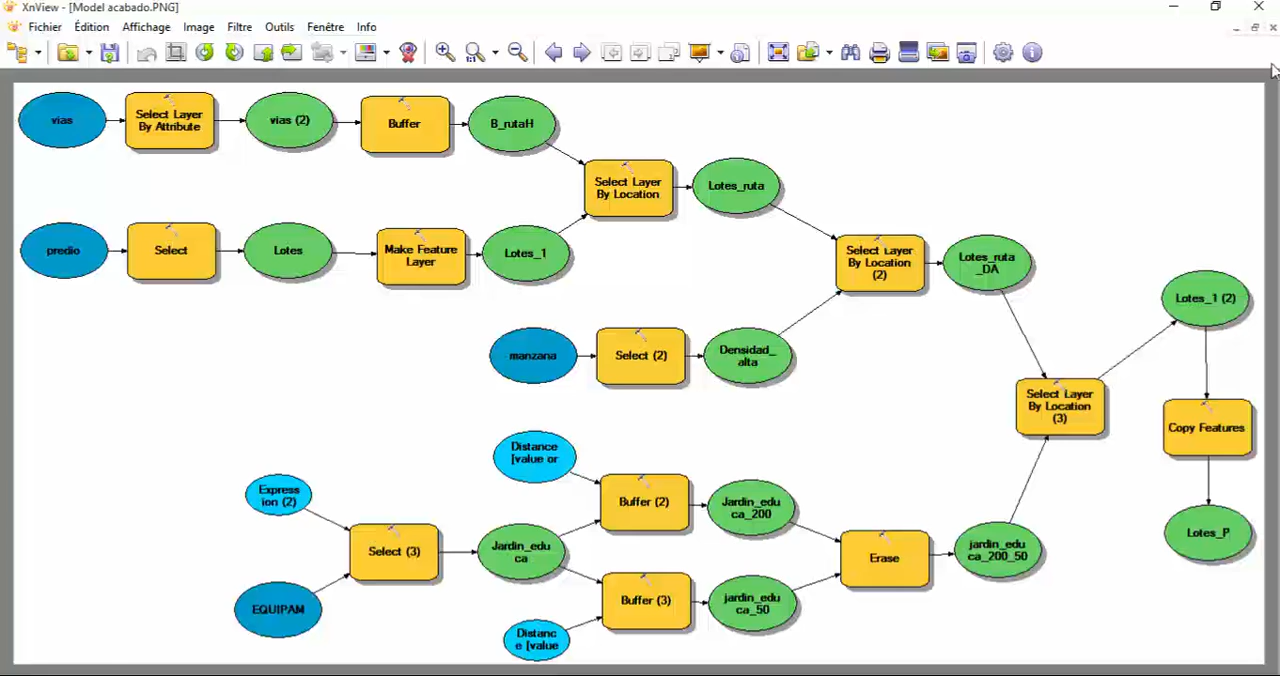 XnView - [Model acabado.PNG]
Fichier Édition Affichage Image Filtre Outils Fenêtre Info
1:1
vias
Select Layer
By Attribute
vias (2)
Buffer
B_rutaH
Select Layer
By Location
Lotes_ruta
predio
Select
Lotes
Make Feature
Layer
Lotes_1
Select Layer
By Location
(2)
Lotes_ruta
_DA
Lotes_1 (2)
manzana
Select (2)
Densidad_
alta
Select Layer
By Location
(3)
Copy Features
Distance
[value or
Express
ion (2)
Buffer (2)
Jardin_edu
ca_200
Select (3)
Jardin_edu
ca
Erase
jardin_edu
ca_200_50
Lotes_P
EQUIPAM
Buffer (3)
jardin_edu
ca_50
Distanc
e [value